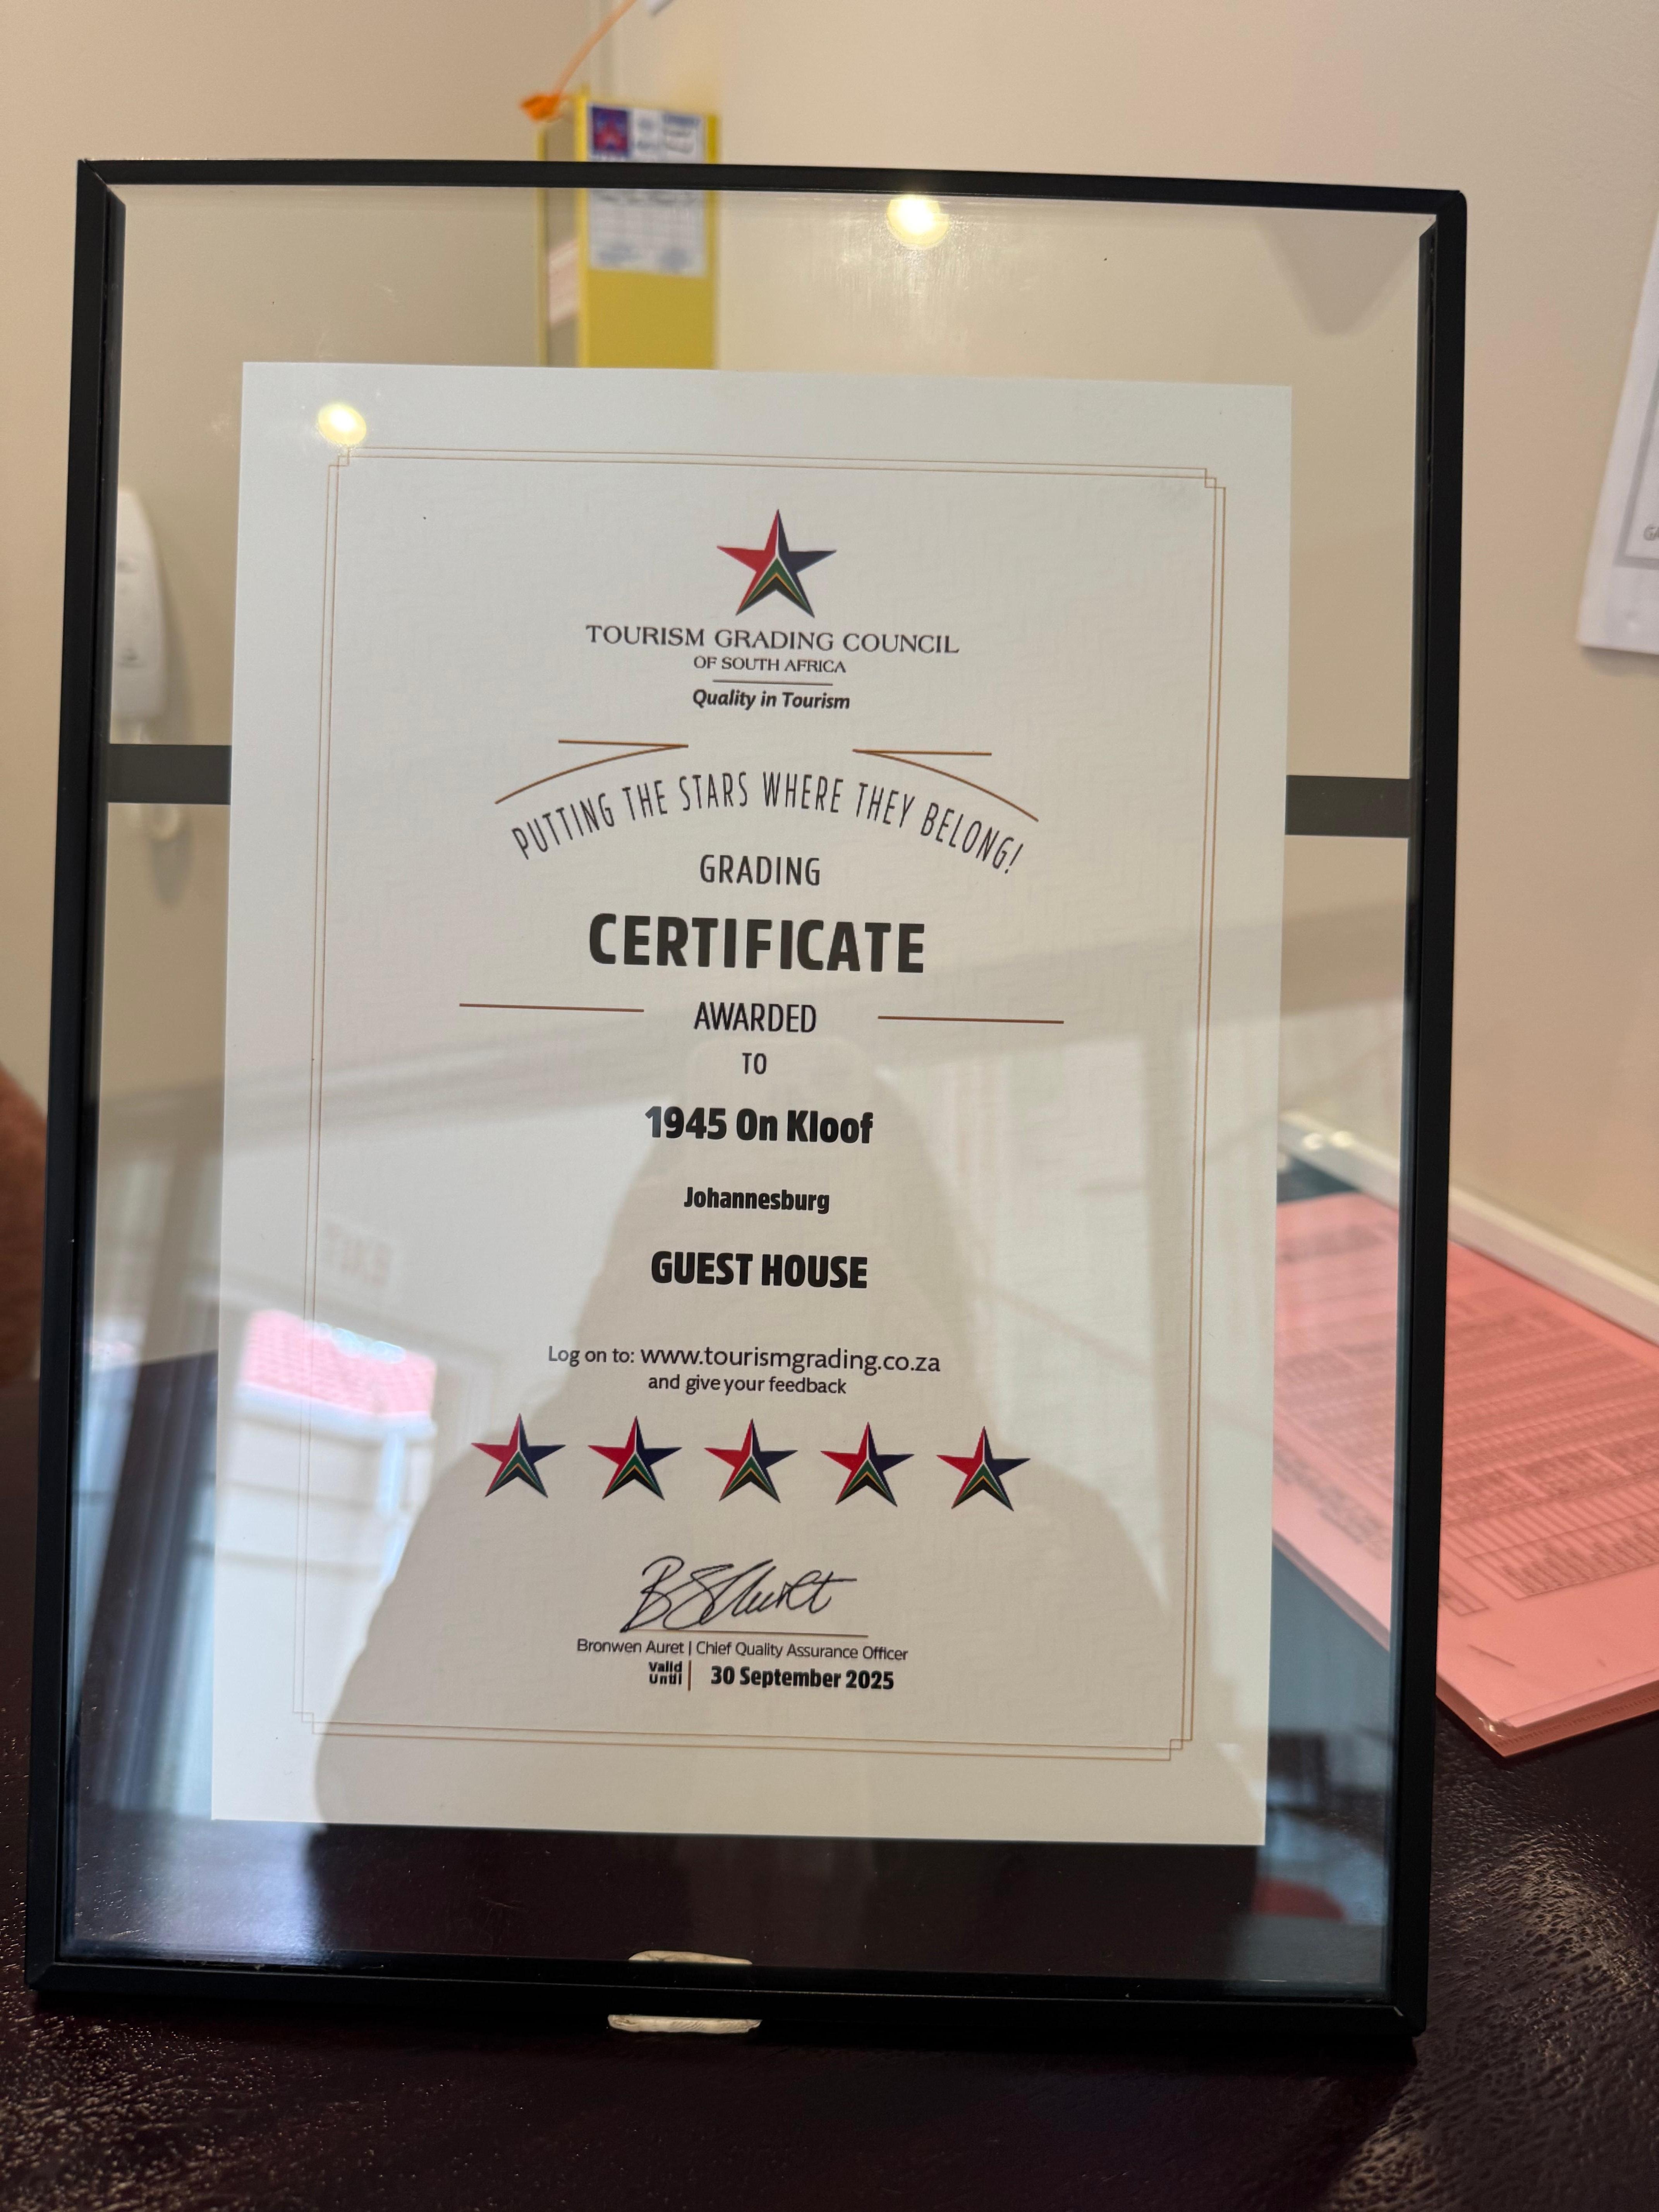 TOURISM GRADING COUNCIL
OF SOUTH AFRICA
Quality in Tourism
PUTTING THE STARS WHERE THEY BELONG!
GRADING
CERTIFICATE
AWARDED
TO
1945 On Kloof
Johannesburg
GUEST HOUSE
Log on to: www.tourismgrading.co.za
and give your feedback
Bronwen Auret | Chief Quality Assurance Officer
Valid
Until | 30 September 2025